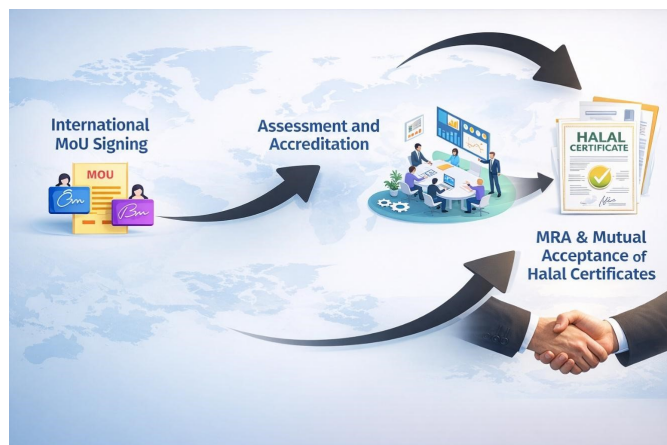 International
MoU Signing
MOU
Assessment and
Accreditation
HALAL
CERTIFICATE
MRA & Mutual
Acceptance of
Halal Certificates